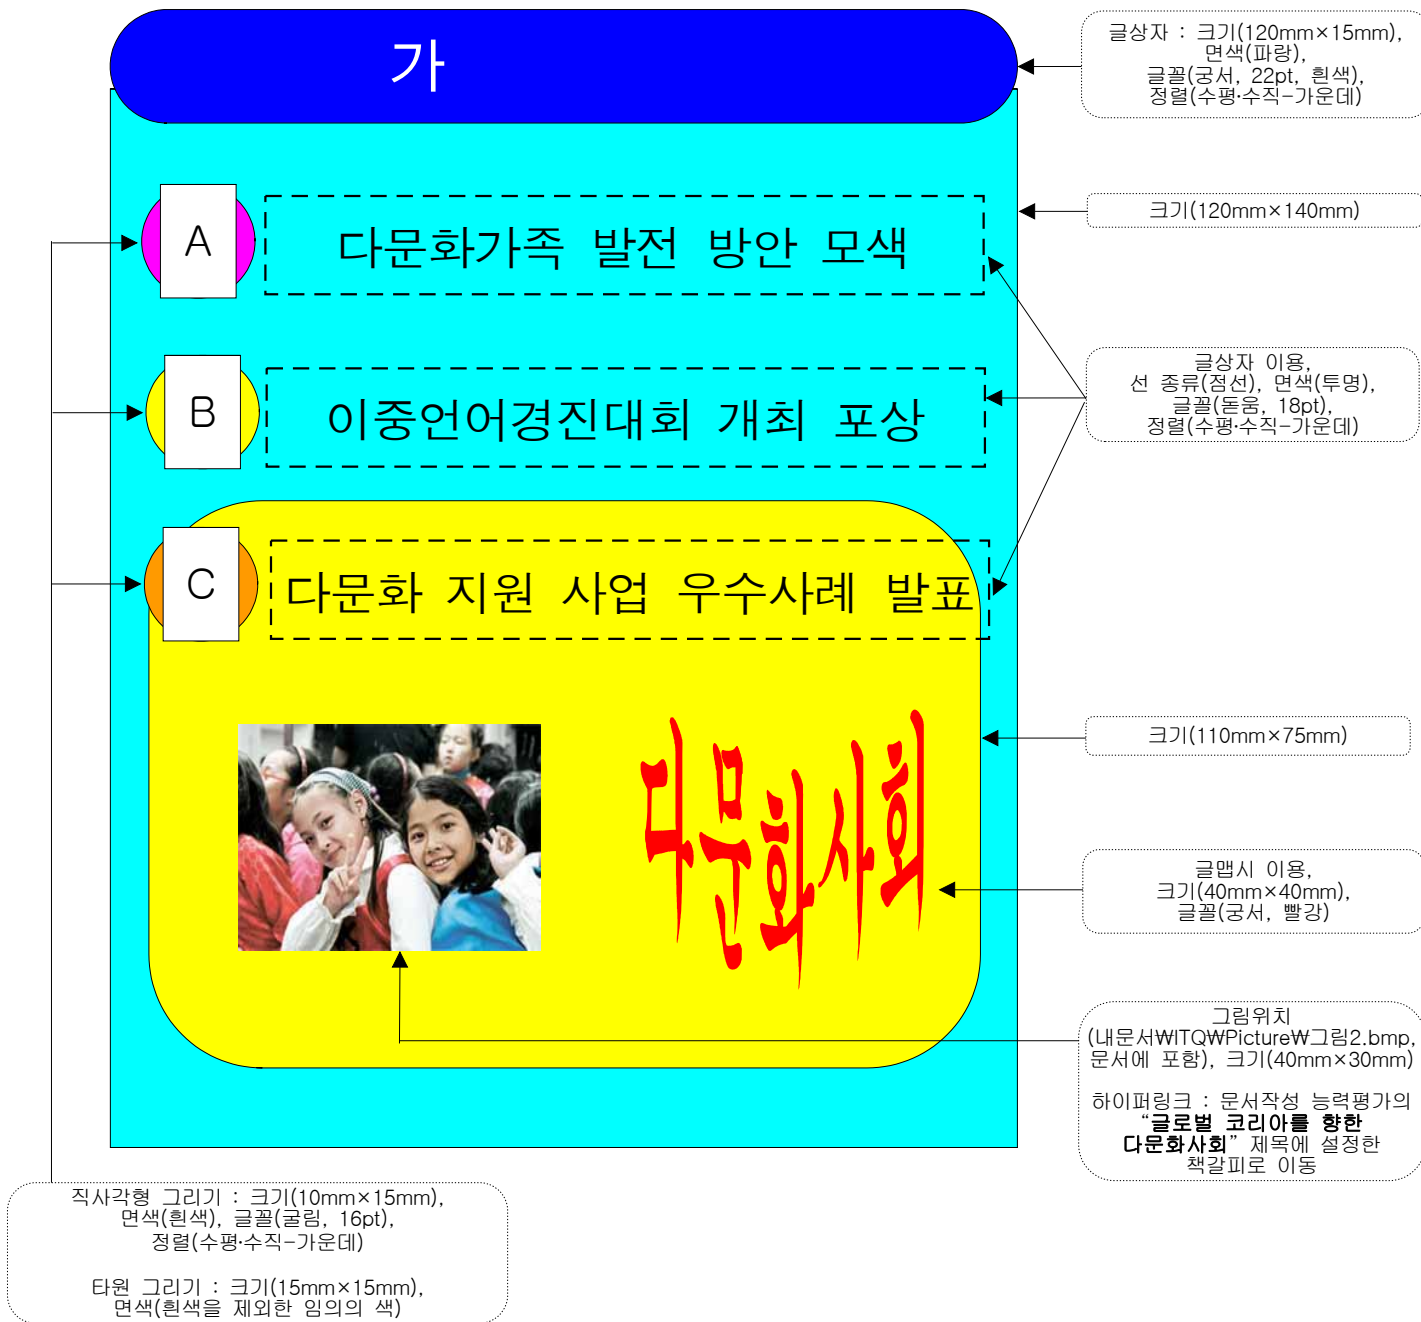 가
글상자 : 크기(120mm×15mm),
면색(파랑),
글꼴(궁서, 22pt, 흰색),
정렬(수평·수직-가운데)
크기(120mm×140mm)
A
다문화가족 발전 방안 모색
글상자 이용,
선 종류(점선), 면색(투명),
글꼴(돋움, 18pt),
정렬(수평·수직-가운데)
B
이중언어경진대회 개최 포상
C
다문화 지원 사업 우수사례 발표
크기(110mm×75mm)
다문화사회
글맵시 이용,
크기(40mm×40mm),
글꼴(궁서, 빨강)
그림위치
(내문서₩ITQ₩Picture₩그림2.bmp,
문서에 포함), 크기(40mm×30mm)
하이퍼링크 : 문서작성 능력평가의
“글로벌 코리아를 향한
다문화사회” 제목에 설정한
책갈피로 이동
직사각형 그리기 : 크기(10mm×15mm),
면색(흰색), 글꼴(굴림, 16pt),
정렬(수평·수직-가운데)
타원 그리기 : 크기(15mm×15mm),
면색(흰색을 제외한 임의의 색)